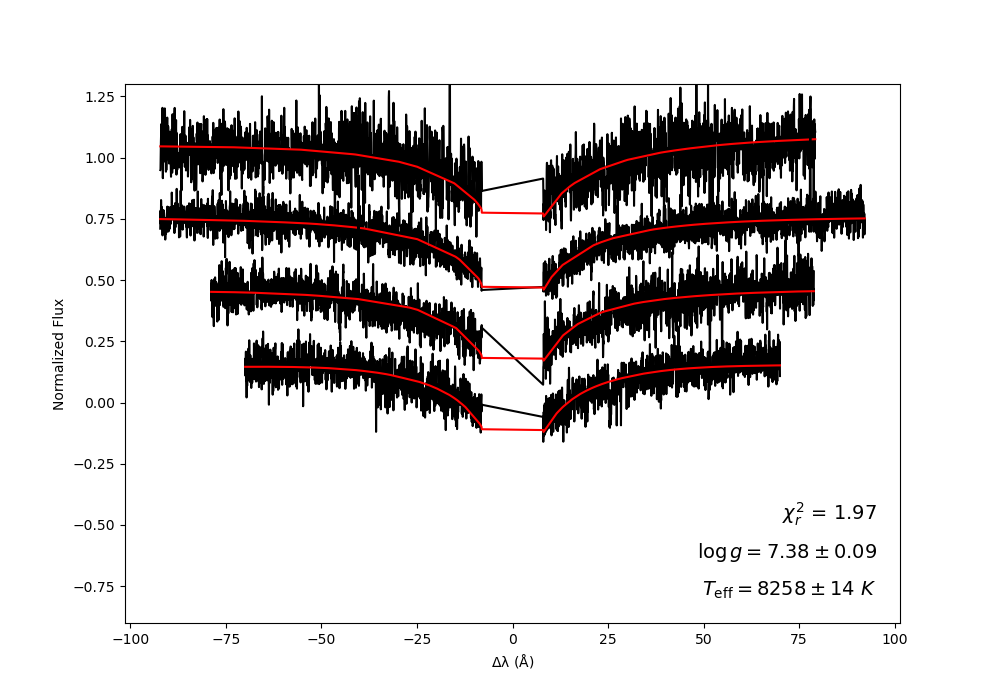 1.25
1.00
0.75
0.50
0.25
0.00
−0.25
−0.50
−0.75
Normalized Flux
χ²ᵣ = 1.97
log g = 7.38 ± 0.09
T_eff = 8258 ± 14 K
−100 −75 −50 −25 0 25 50 75 100
Δλ (Å)